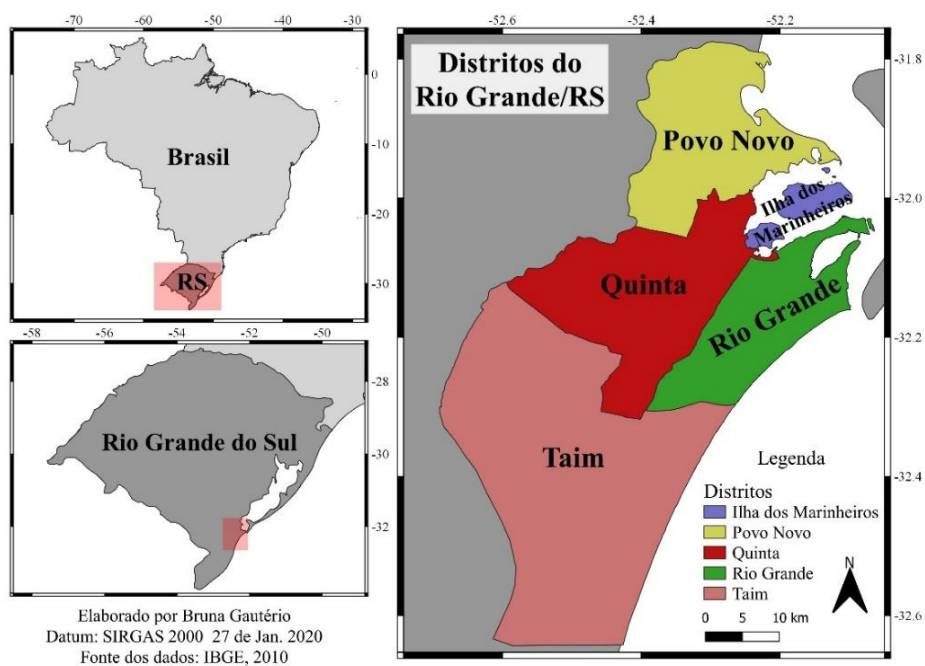 -70
-60
-50
-40
-30
0
-10
-20
-30
Brasil
RS
-58
-56
-54
-52
-50
-28
-30
-32
Rio Grande do Sul
Elaborado por Bruna Gautério
Datum: SIRGAS 2000 27 de Jan. 2020
Fonte dos dados: IBGE, 2010
-52.6
-52.4
-52.2
-31.8
-32.0
-32.2
-32.4
-32.6
Distritos do
Rio Grande/RS
Povo Novo
Ilha dos
Marinheiros
Quinta
Rio Grande
Taim
Legenda
Distritos
Ilha dos Marinheiros
Povo Novo
Quinta
Rio Grande
Taim
N
0 5 10 km